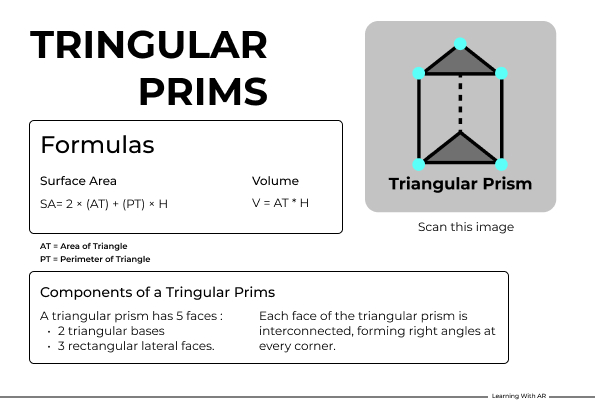 TRINGULAR
PRIMS
Formulas
Surface Area
SA= 2 × (AT) + (PT) × H
Volume
V = AT * H
AT = Area of Triangle
PT = Perimeter of Triangle
Triangular Prism
Scan this image
Components of a Tringular Prims
A triangular prism has 5 faces :
• 2 triangular bases
• 3 rectangular lateral faces.
Each face of the triangular prism is
interconnected, forming right angles at
every corner.
Learning With AR